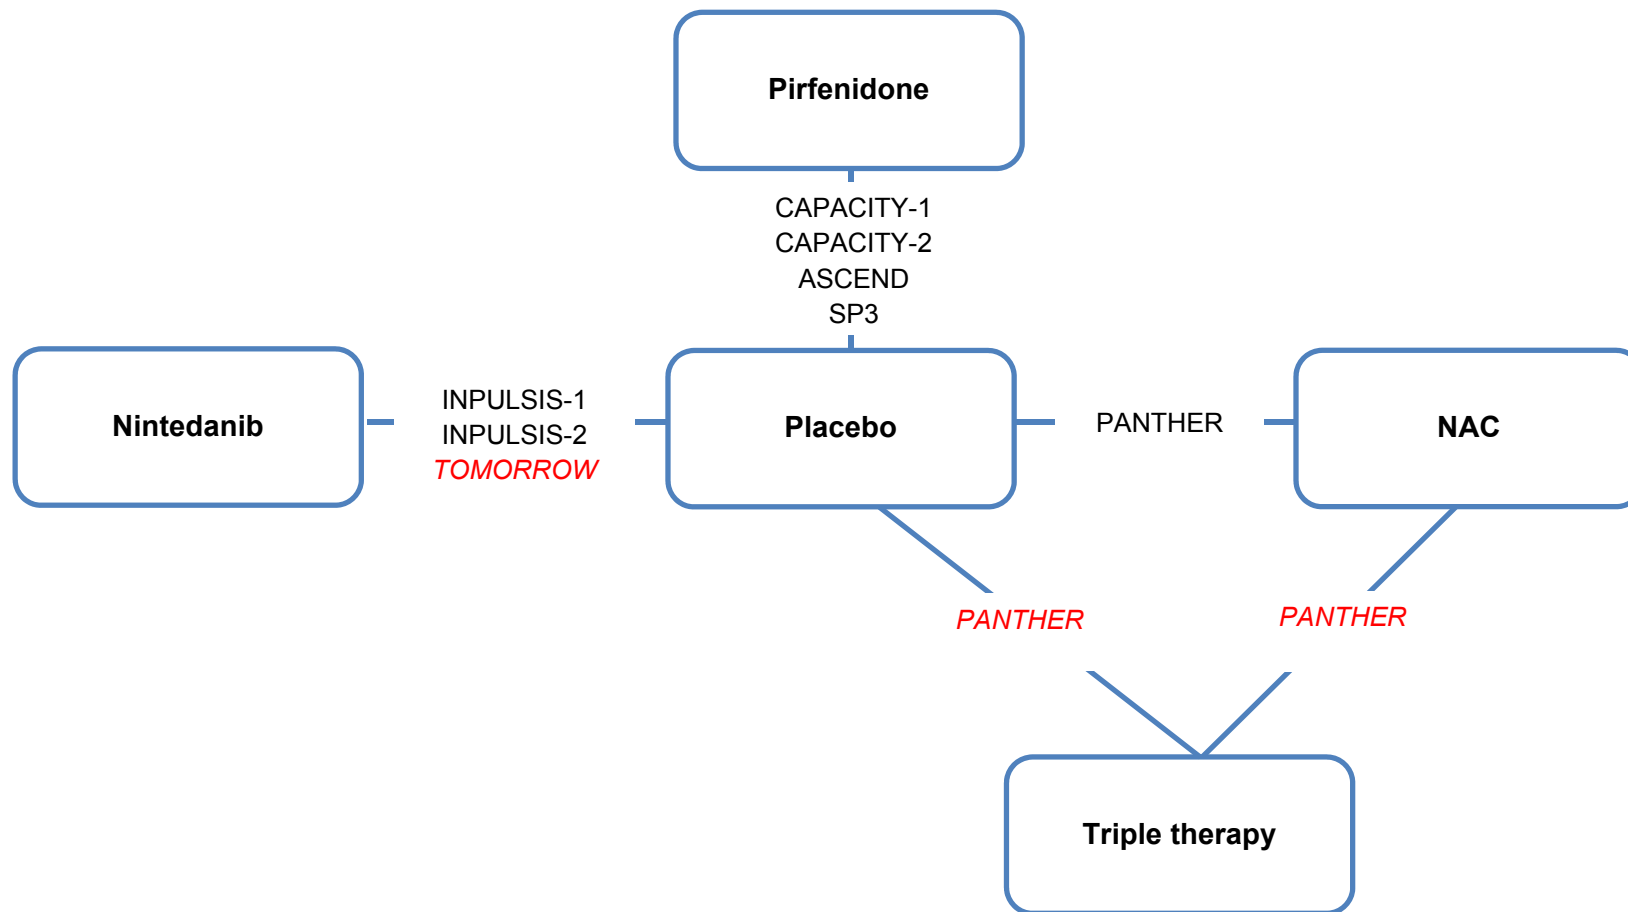 Pirfenidone
CAPACITY-1
CAPACITY-2
ASCEND
SP3
Nintedanib
INPULSIS-1
INPULSIS-2
TOMORROW
Placebo
PANTHER
NAC
PANTHER
PANTHER
Triple therapy